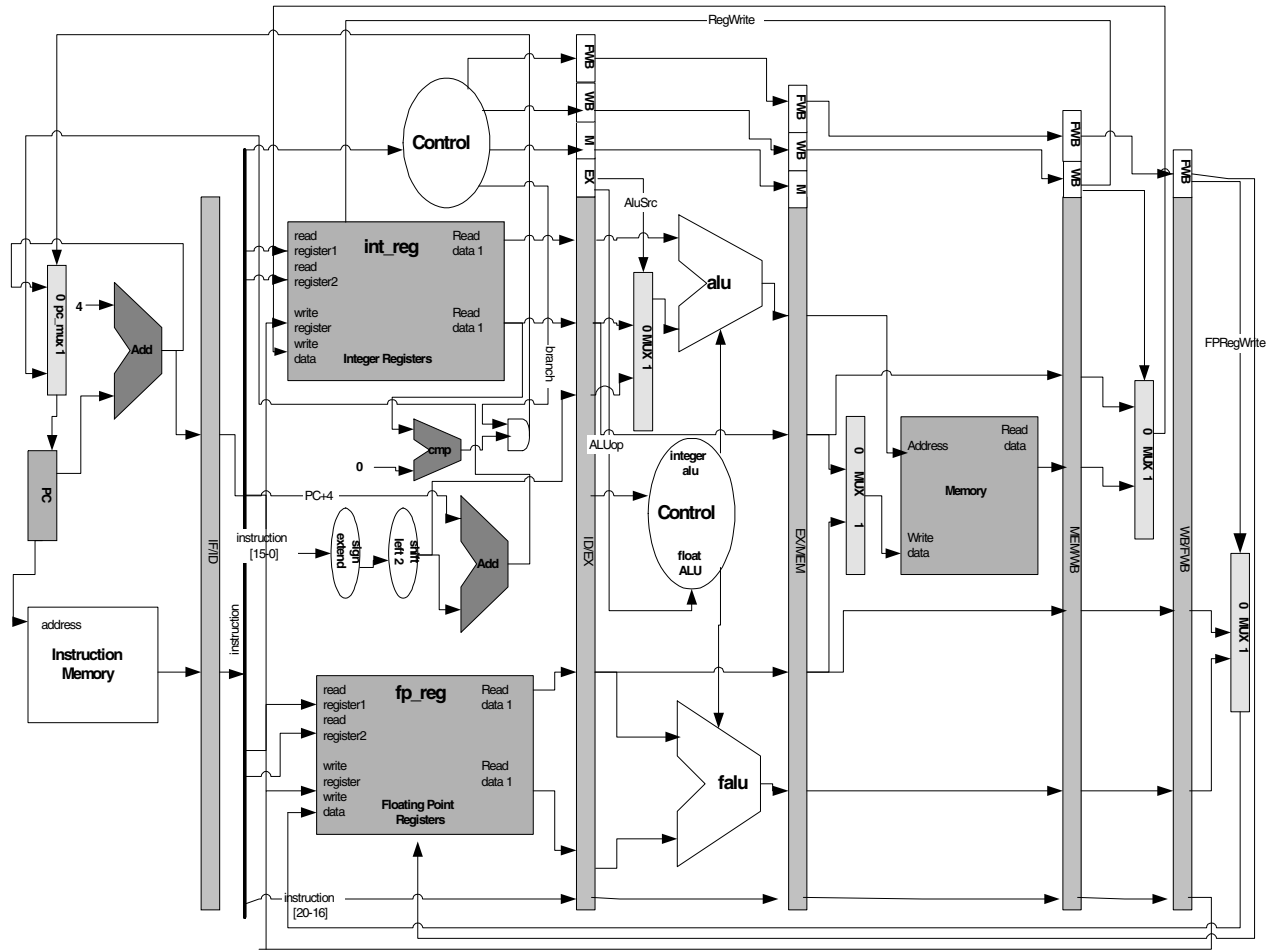 RegWrite
FWB
WB
M
EX
Control
FWB
WB
M
FWB
WB
FWB
AluSrc
read
register1
read
register2
write
register
write
data
int_reg
Read
data 1
Read
data 1
Integer Registers
alu
0 MUX 1
0 pc_mux 1
4
Add
branch
FPRegWrite
PC
cmp
0
ALUop
integer
alu
Control
float
ALU
0 MUX 1
Address
Read
data
Memory
Write
data
0 MUX 1
PC+4
instruction
[15-0]
sign
extend
shift
left 2
Add
IF/ID
ID/EX
EX/MEM
MEM/WB
WB/FWB
0 MUX 1
address
Instruction
Memory
instruction
read
register1
read
register2
write
register
write
data
fp_reg
Read
data 1
Read
data 1
Floating Point
Registers
falu
instruction
[20-16]